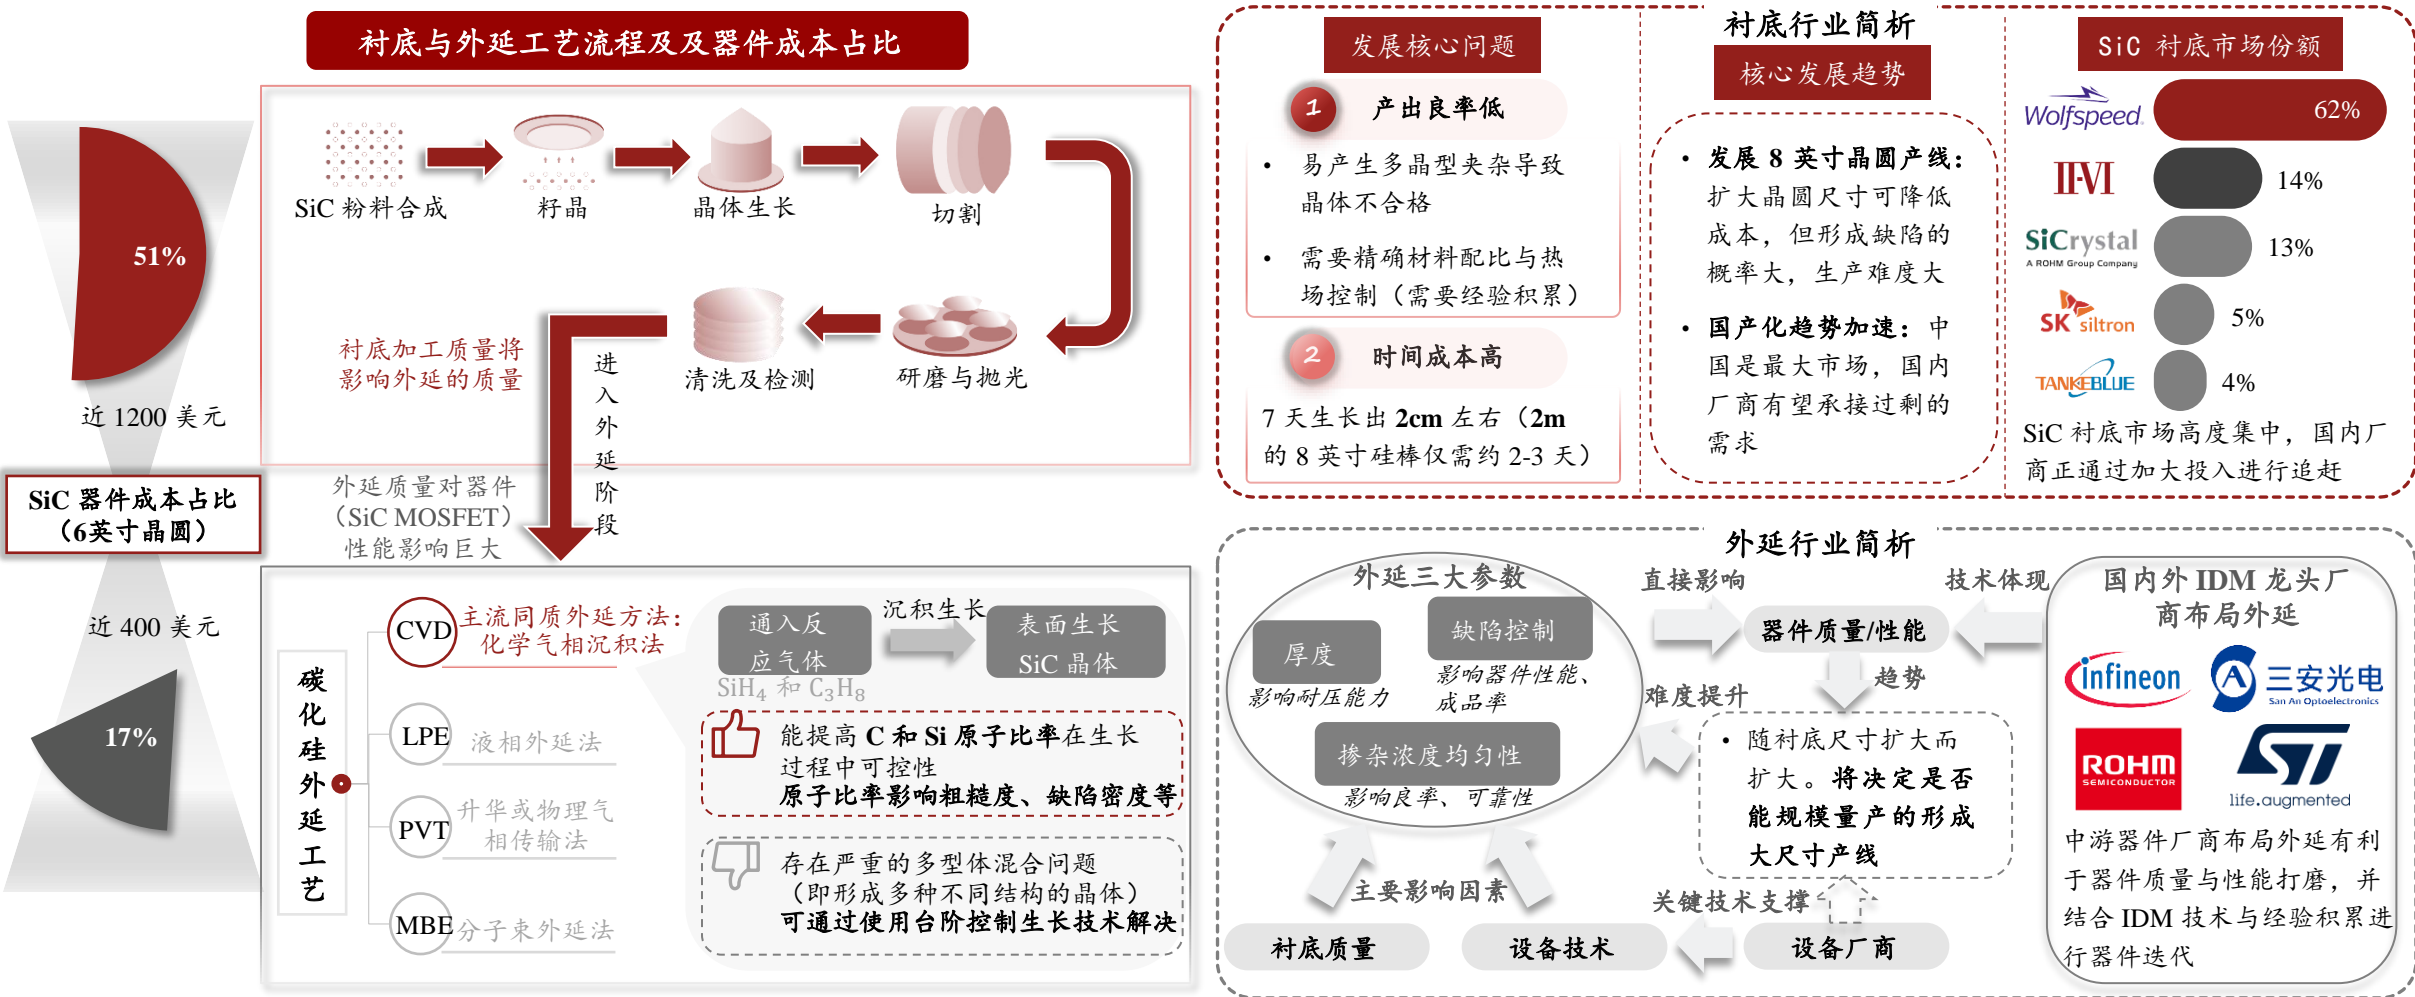 衬底与外延工艺流程及及器件成本占比
51%
近 1200 美元
SiC 器件成本占比
（6英寸晶圆）
近 400 美元
17%
SiC 粉料合成
籽晶
晶体生长
切割
研磨与抛光
清洗及检测
衬底加工质量将
影响外延的质量
进入外延阶段
外延质量对器件
（SiC MOSFET）
性能影响巨大
碳化硅外延工艺
CVD
主流同质外延方法：
化学气相沉积法
LPE
液相外延法
PVT
升华或物理气
相传输法
MBE
分子束外延法
通入反
应气体
沉积生长
表面生长
SiC 晶体
SiH₄ 和 C₃H₈
能提高 C 和 Si 原子比率在生长
过程中可控性
原子比率影响粗糙度、缺陷密度等
存在严重的多型体混合问题
（即形成多种不同结构的晶体）
可通过使用台阶控制生长技术解决
衬底行业简析
发展核心问题
1
产出良率低
• 易产生多晶型夹杂导致
晶体不合格
• 需要精确材料配比与热
场控制（需要经验积累）
2
时间成本高
7 天生长出 2cm 左右（2m
的 8 英寸硅棒仅需约 2-3 天）
核心发展趋势
• 发展 8 英寸晶圆产线：
扩大晶圆尺寸可降低
成本，但形成缺陷的
概率大，生产难度大
• 国产化趋势加速：中
国是最大市场，国内
厂商有望承接过剩的
需求
SiC 衬底市场份额
Wolfspeed
62%
II-VI
14%
SiCrystal
A ROHM Group Company
13%
SK siltron
5%
TANKEBLUE
4%
SiC 衬底市场高度集中，国内厂
商正通过加大投入进行追赶
外延行业简析
外延三大参数
厚度
影响耐压能力
缺陷控制
影响器件性能、
成品率
掺杂浓度均匀性
影响良率、可靠性
直接影响
技术体现
器件质量/性能
趋势
难度提升
• 随衬底尺寸扩大而
扩大。将决定是否
能规模量产的形成
大尺寸产线
主要影响因素
关键技术支撑
衬底质量
设备技术
设备厂商
国内外 IDM 龙头厂
商布局外延
infineon
三安光电
San An Optoelectronics
ROHM
SEMICONDUCTOR
ST
life.augmented
中游器件厂商布局外延有利
于器件质量与性能打磨，并
结合 IDM 技术与经验积累进
行器件迭代